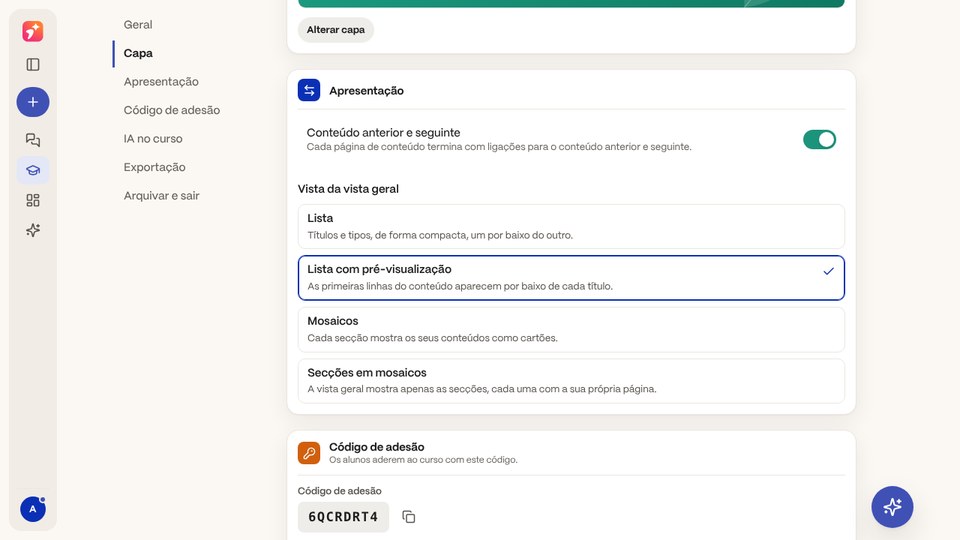 Geral
Capa
Apresentação
Código de adesão
IA no curso
Exportação
Arquivar e sair
A
Alterar capa
Apresentação
Conteúdo anterior e seguinte
Cada página de conteúdo termina com ligações para o conteúdo anterior e seguinte.
Vista da vista geral
Lista
Títulos e tipos, de forma compacta, um por baixo do outro.
Lista com pré-visualização
As primeiras linhas do conteúdo aparecem por baixo de cada título.
Mosaicos
Cada secção mostra os seus conteúdos como cartões.
Secções em mosaicos
A vista geral mostra apenas as secções, cada uma com a sua própria página.
Código de adesão
Os alunos aderem ao curso com este código.
Código de adesão
6QCRDRT4